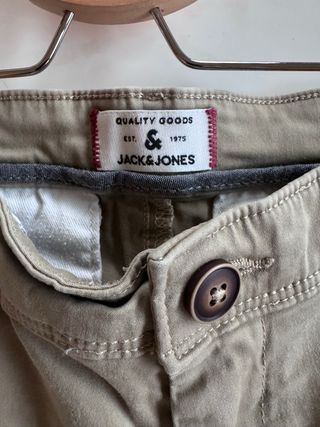 QUALITY GOODS
EST. & 1975
JACK&JONES